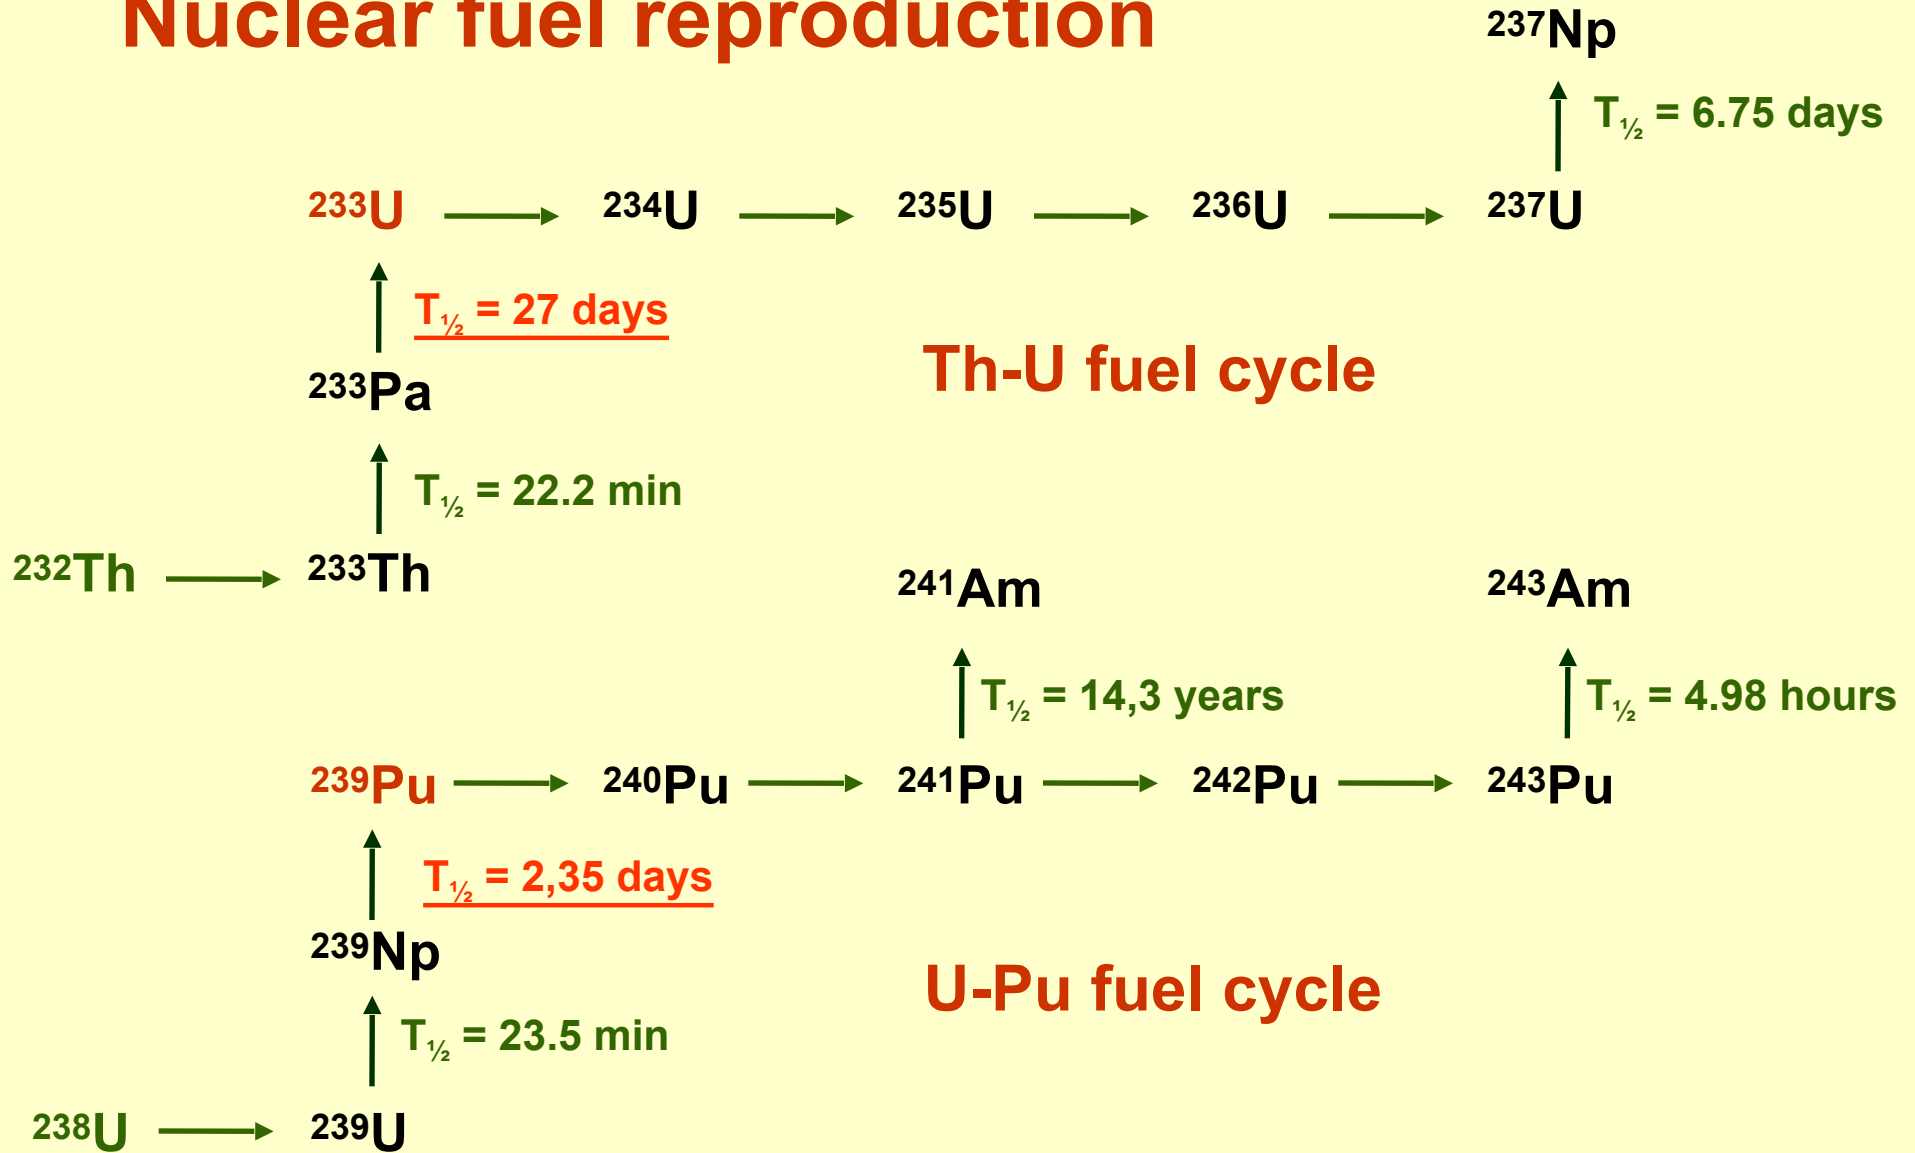 Nuclear fuel reproduction
²³⁷Np
T½ = 6.75 days
²³³U ²³⁴U ²³⁵U ²³⁶U ²³⁷U
T½ = 27 days
Th-U fuel cycle
²³³Pa
T½ = 22.2 min
²³²Th ²³³Th
²⁴¹Am ²⁴³Am
T½ = 14,3 years T½ = 4.98 hours
²³⁹Pu ²⁴⁰Pu ²⁴¹Pu ²⁴²Pu ²⁴³Pu
T½ = 2,35 days
²³⁹Np
U-Pu fuel cycle
T½ = 23.5 min
²³⁸U ²³⁹U